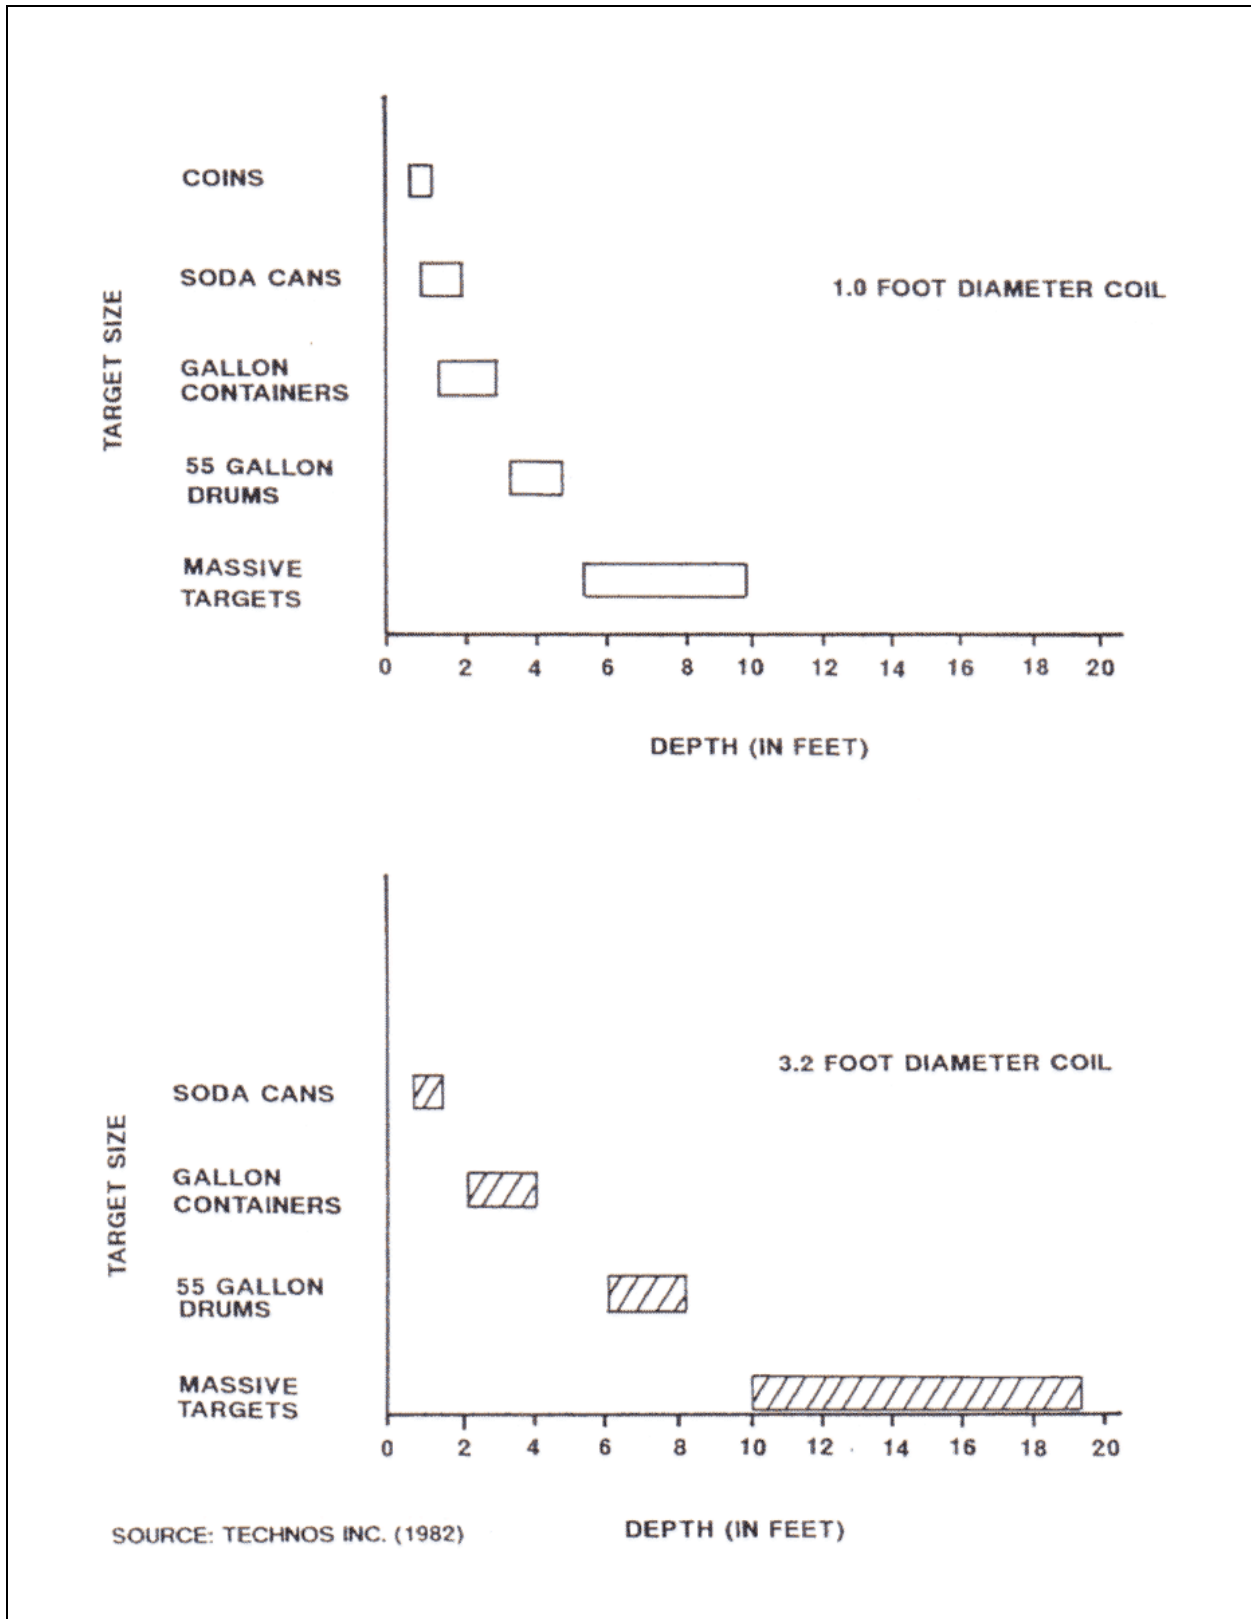 COINS
SODA CANS
1.0 FOOT DIAMETER COIL
TARGET SIZE
GALLON
CONTAINERS
55 GALLON
DRUMS
MASSIVE
TARGETS
0 2 4 6 8 10 12 14 16 18 20
DEPTH (IN FEET)
3.2 FOOT DIAMETER COIL
SODA CANS
TARGET SIZE
GALLON
CONTAINERS
55 GALLON
DRUMS
MASSIVE
TARGETS
0 2 4 6 8 10 12 14 16 18 20
DEPTH (IN FEET)
SOURCE: TECHNOS INC. (1982)